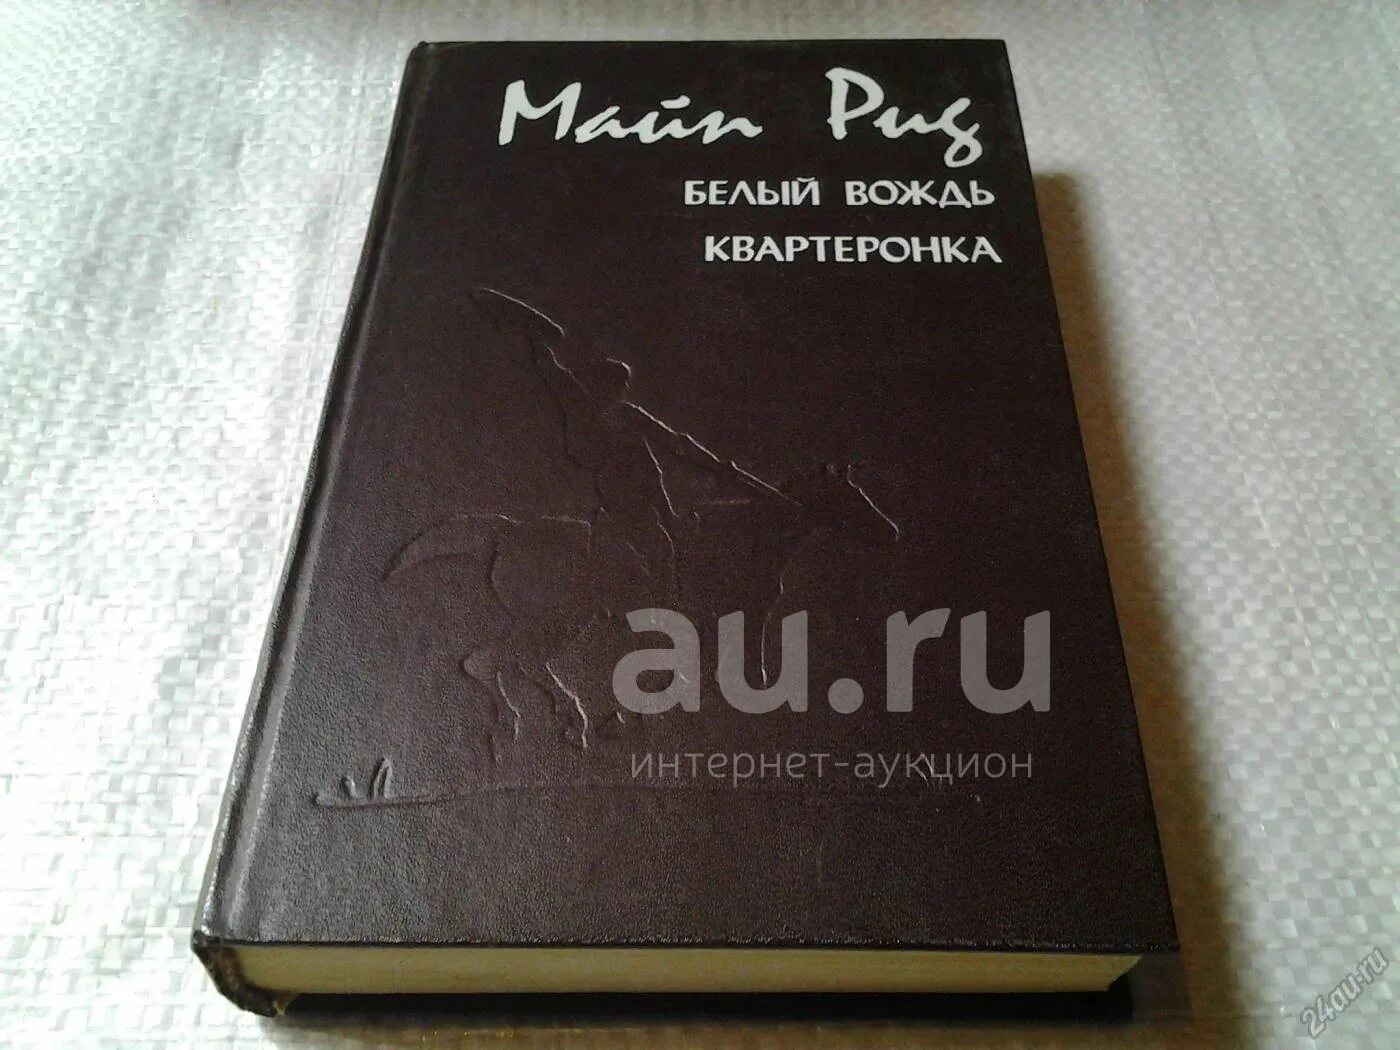 Майн Рид
БЕЛЫЙ ВОЖДЬ
КВАРТЕРОНКА
au.ru
интернет-аукцион
24au.ru